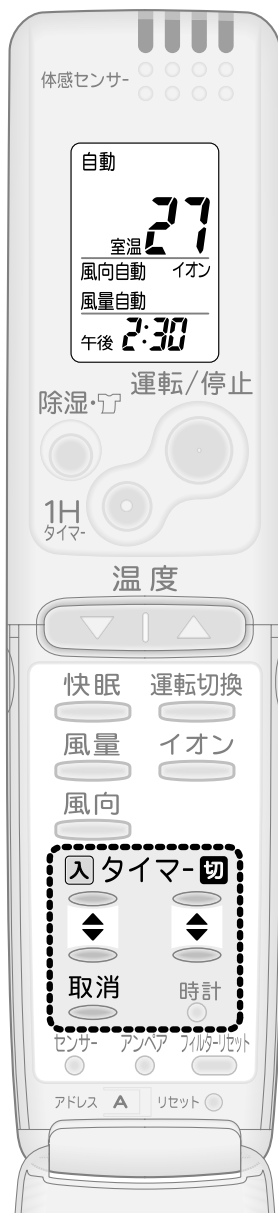 体感センサー
自動
室温 27
風向自動 イオン
風量自動
午後 2:30
運転/停止
除湿・
1H
タイマー
温度
快眠 運転切換
風量 イオン
風向
入 タイマー 切
取消 時計
センサー アンペア フィルターリセット
アドレス A リセット